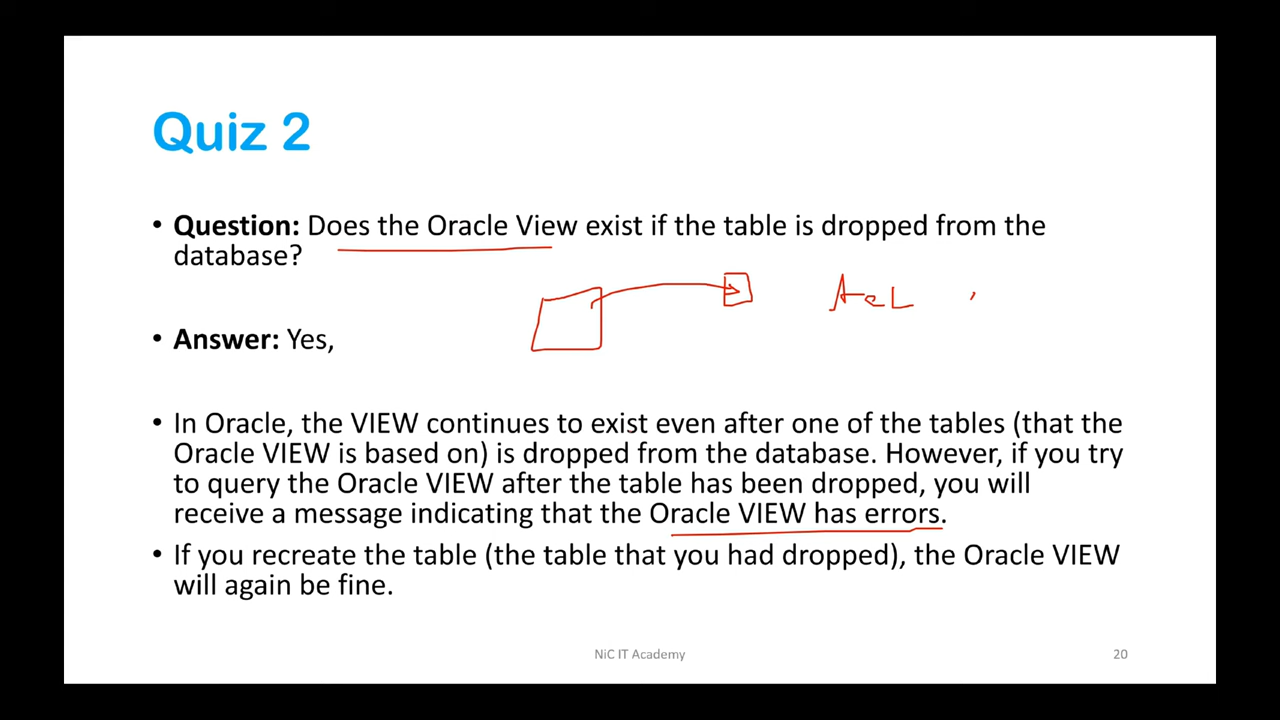 Quiz 2
• Question: Does the Oracle View exist if the table is dropped from the
database?
• Answer: Yes,
• In Oracle, the VIEW continues to exist even after one of the tables (that the
Oracle VIEW is based on) is dropped from the database. However, if you try
to query the Oracle VIEW after the table has been dropped, you will
receive a message indicating that the Oracle VIEW has errors.
• If you recreate the table (the table that you had dropped), the Oracle VIEW
will again be fine.
NiC IT Academy
20